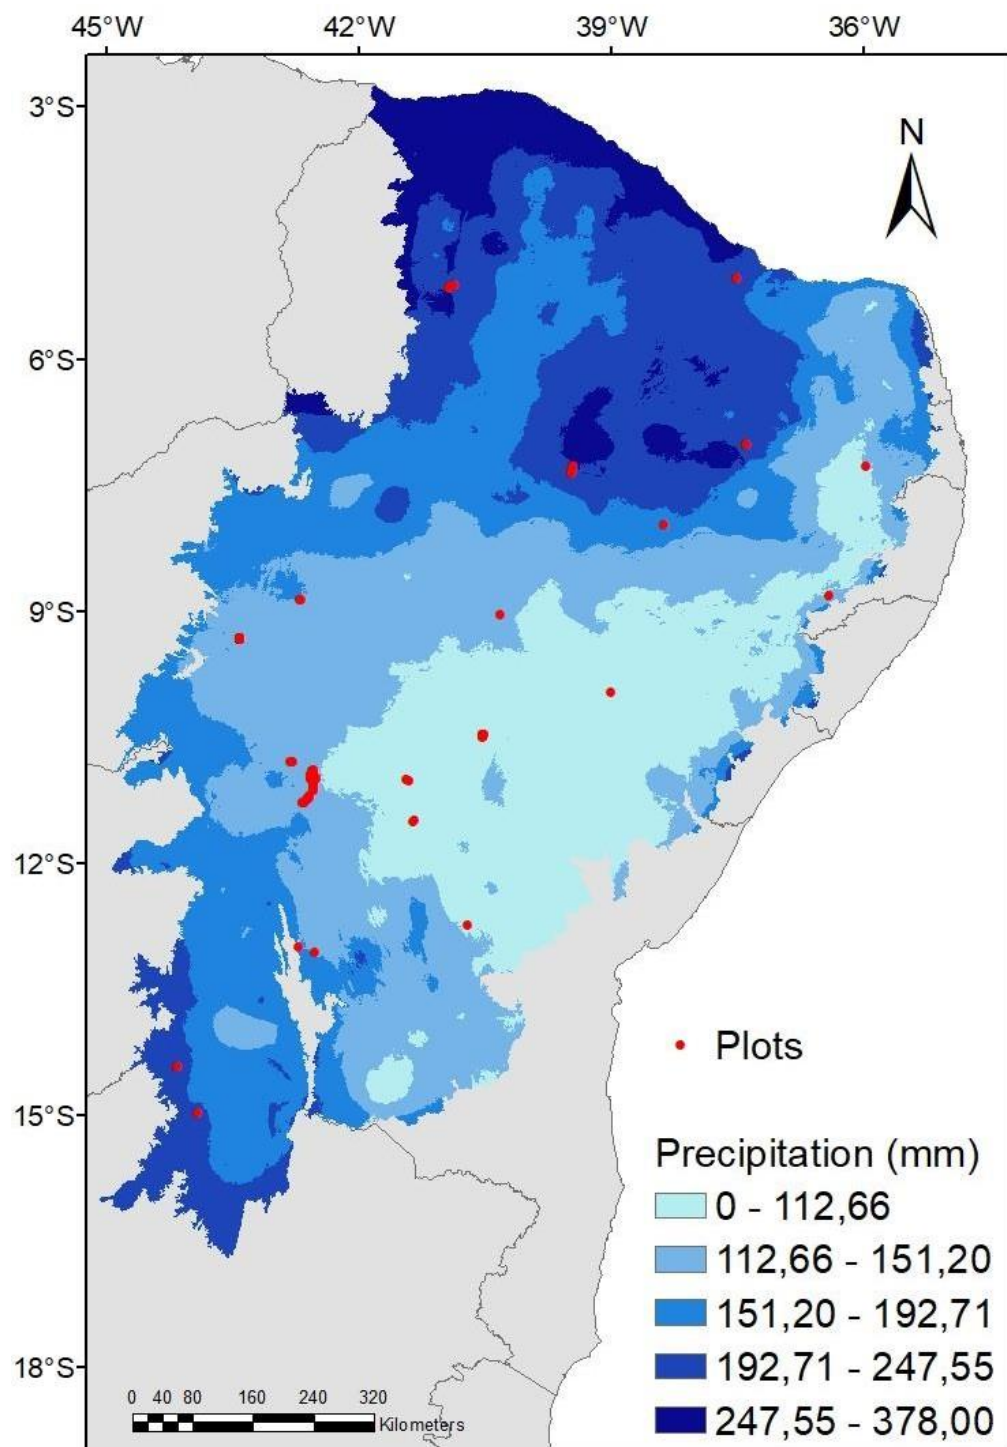 45°W 42°W 39°W 36°W
3°S
N
6°S
9°S
12°S
Plots
15°S
Precipitation (mm)
0 - 112,66
112,66 - 151,20
151,20 - 192,71
192,71 - 247,55
247,55 - 378,00
18°S
0 40 80 160 240 320
Kilometers